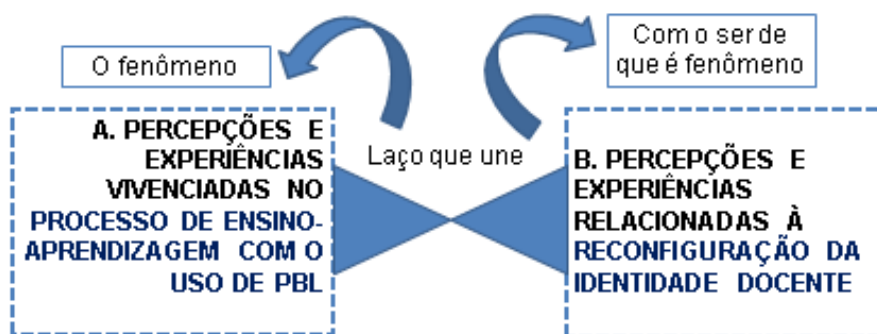 O fenômeno
Com o ser de
que é fenômeno
A. PERCEPÇÕES E
EXPERIÊNCIAS
VIVENCIADAS NO
PROCESSO DE ENSINO-
APRENDIZAGEM COM O
USO DE PBL
Laço que une
B. PERCEPÇÕES E
EXPERIÊNCIAS
RELACIONADAS À
RECONFIGURAÇÃO DA
IDENTIDADE DOCENTE